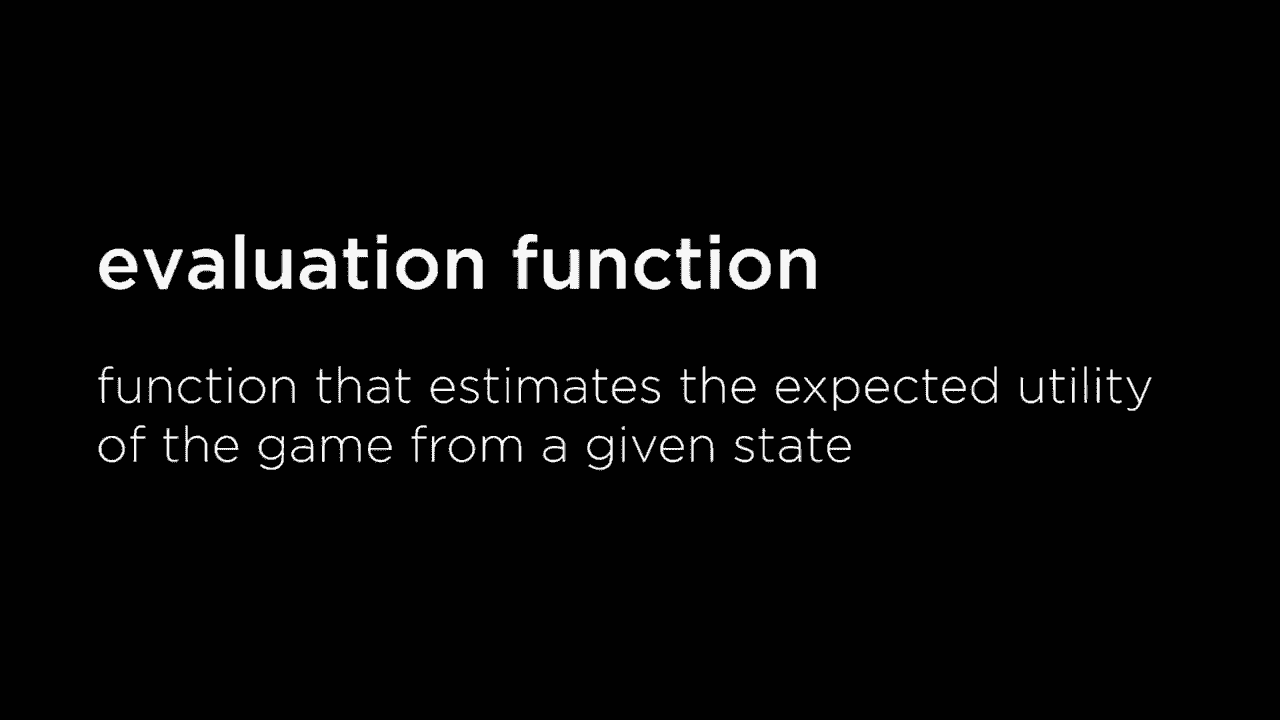 evaluation function
function that estimates the expected utility
of the game from a given state